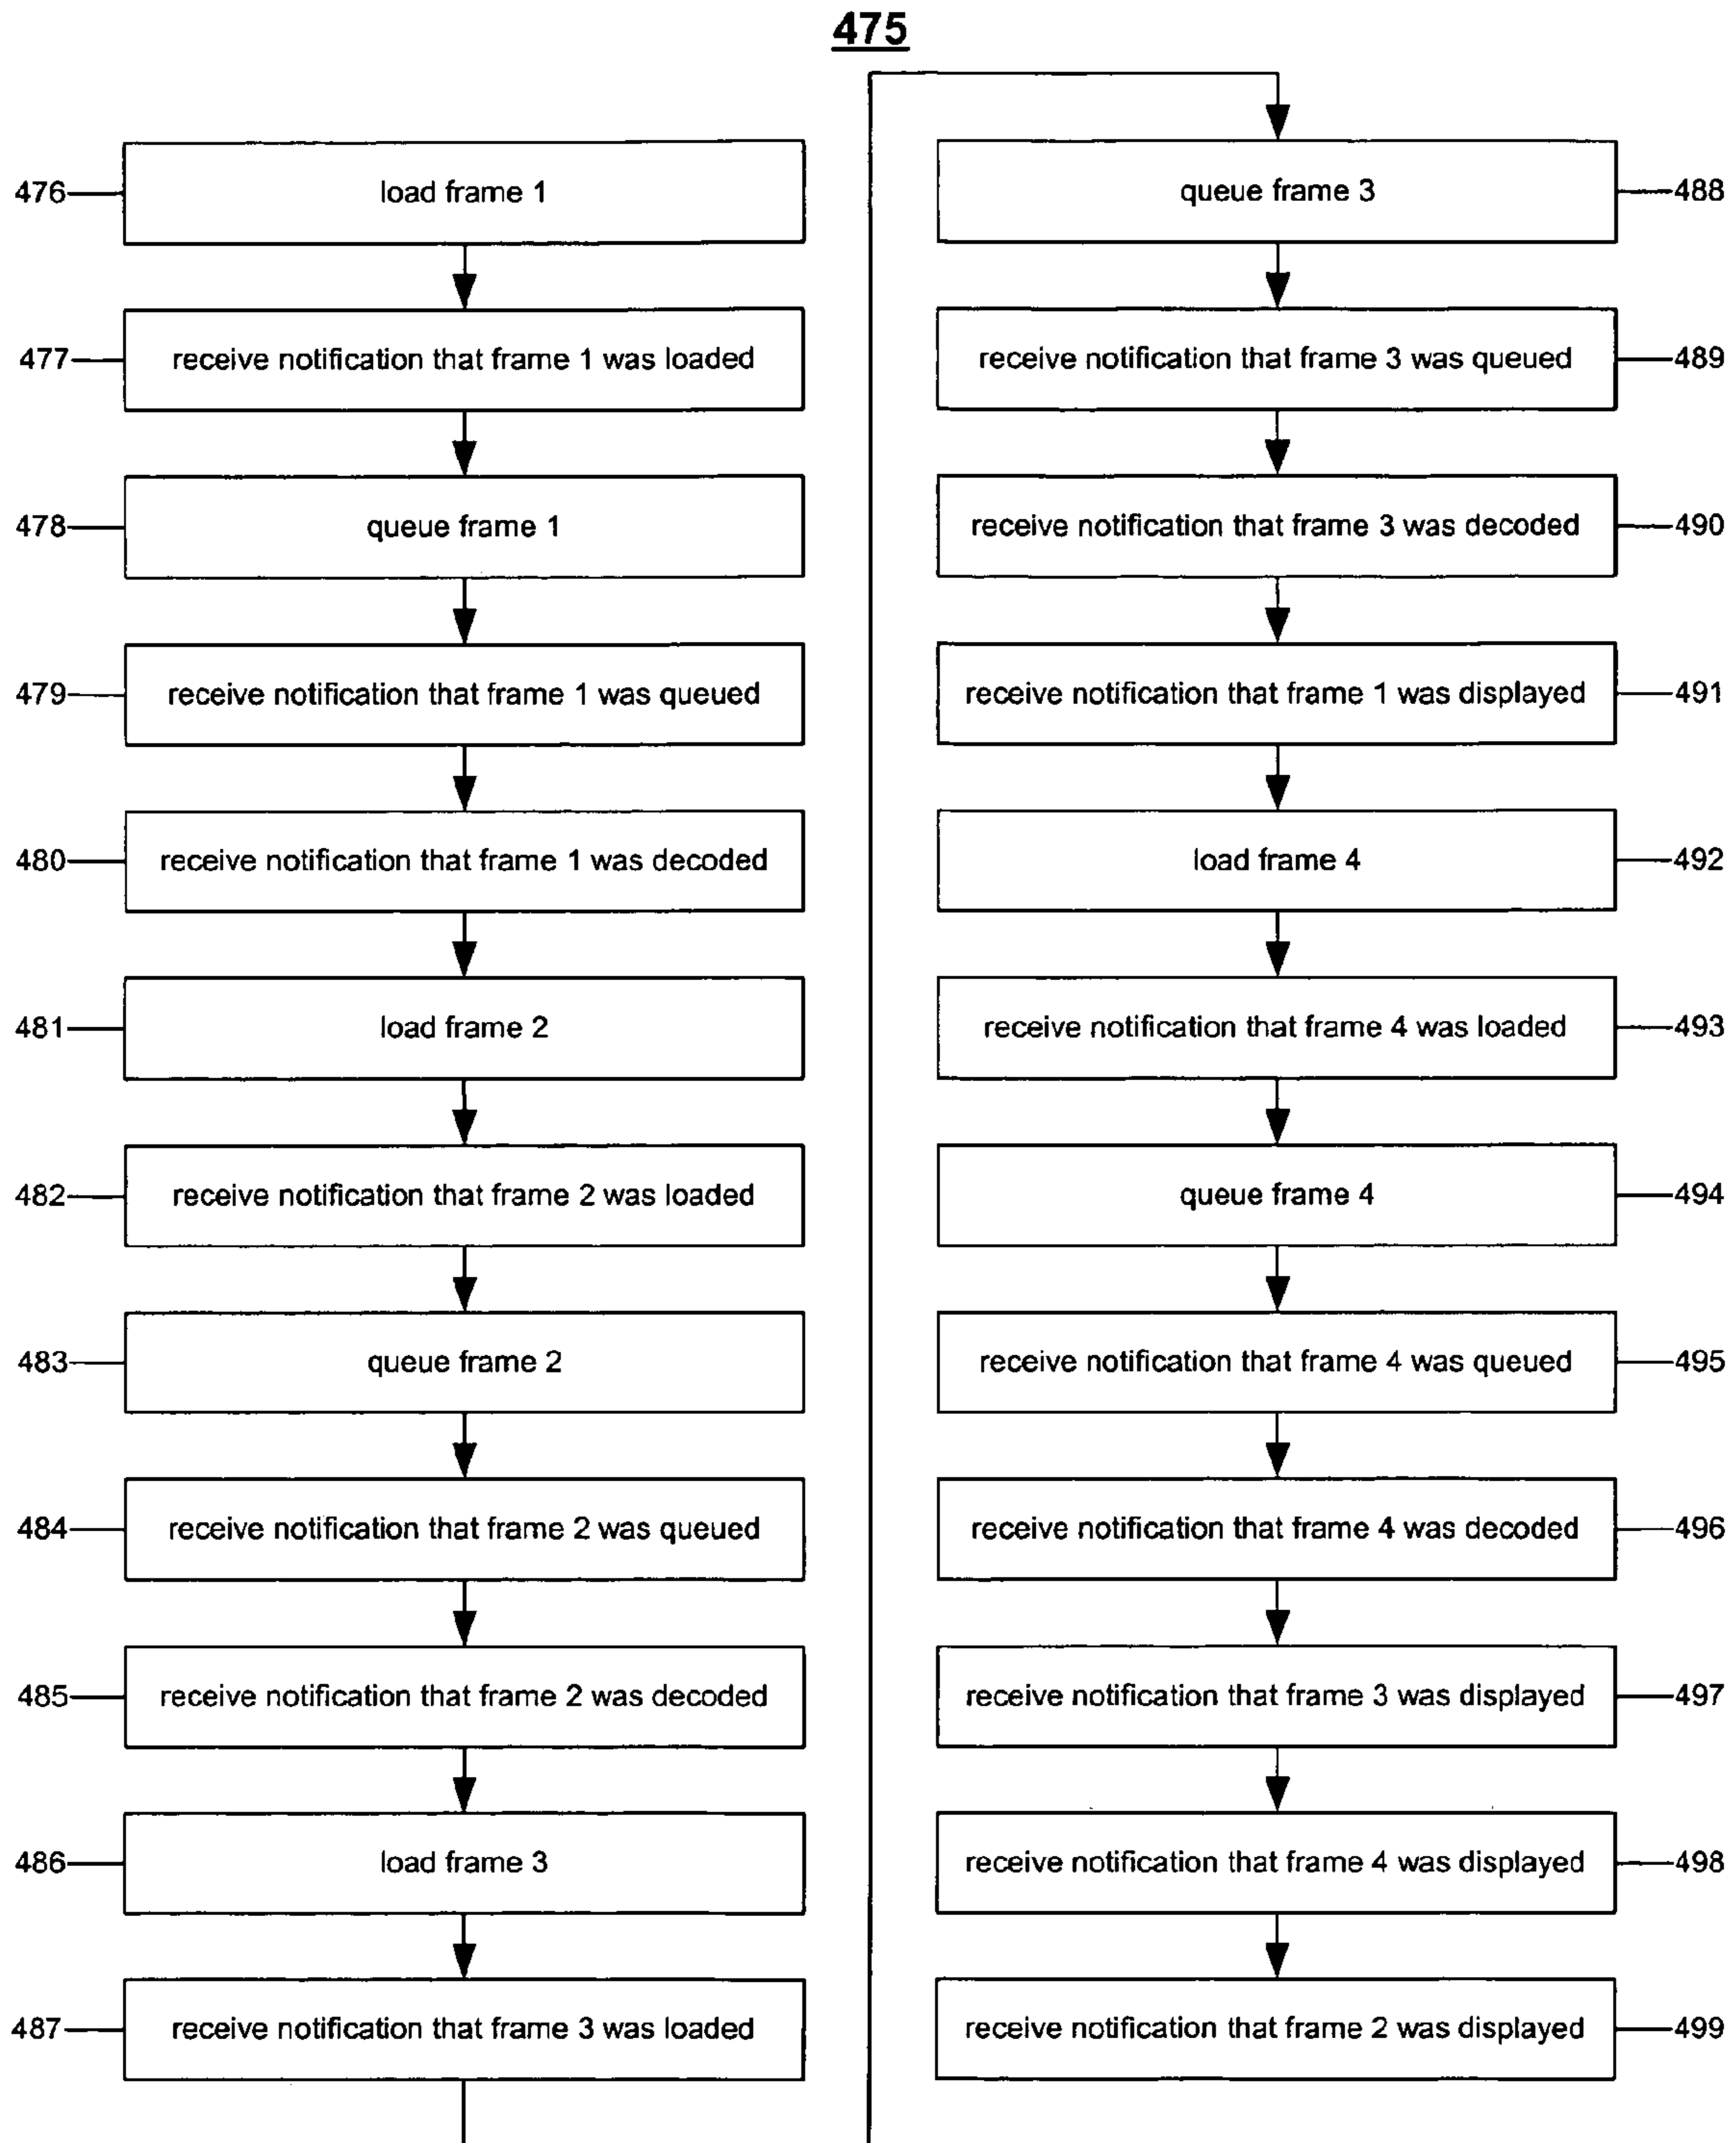 475
476 load frame 1
477 receive notification that frame 1 was loaded
478 queue frame 1
479 receive notification that frame 1 was queued
480 receive notification that frame 1 was decoded
481 load frame 2
482 receive notification that frame 2 was loaded
483 queue frame 2
484 receive notification that frame 2 was queued
485 receive notification that frame 2 was decoded
486 load frame 3
487 receive notification that frame 3 was loaded
queue frame 3 488
receive notification that frame 3 was queued 489
receive notification that frame 3 was decoded 490
receive notification that frame 1 was displayed 491
load frame 4 492
receive notification that frame 4 was loaded 493
queue frame 4 494
receive notification that frame 4 was queued 495
receive notification that frame 4 was decoded 496
receive notification that frame 3 was displayed 497
receive notification that frame 4 was displayed 498
receive notification that frame 2 was displayed 499